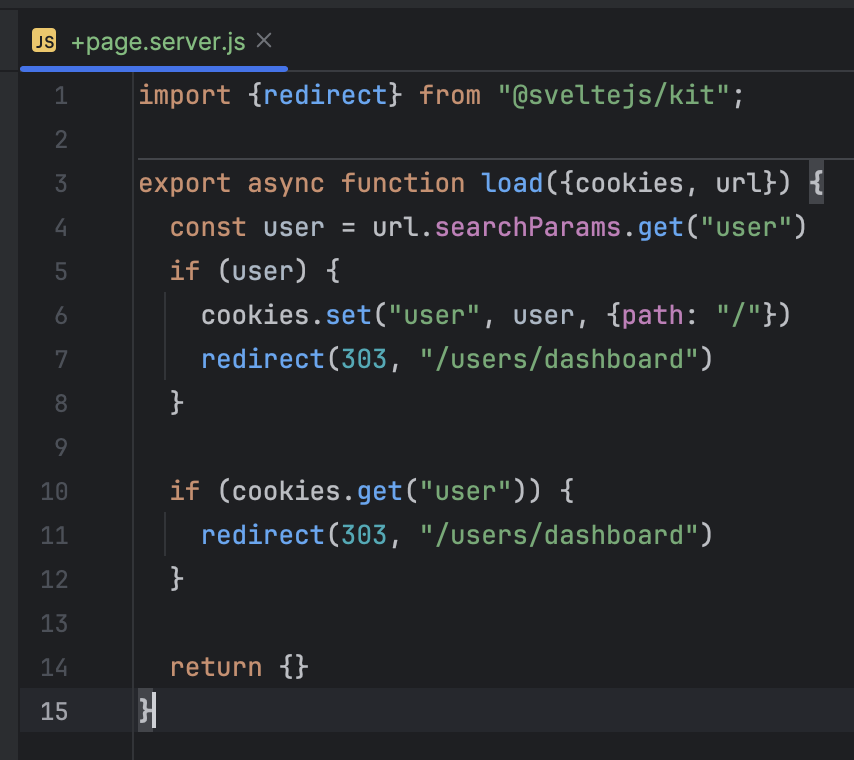 JS +page.server.js ×
1 import {redirect} from "@sveltejs/kit";
2
3 export async function load({cookies, url}) {
4   const user = url.searchParams.get("user")
5   if (user) {
6     cookies.set("user", user, {path: "/"})
7     redirect(303, "/users/dashboard")
8   }
9
10   if (cookies.get("user")) {
11     redirect(303, "/users/dashboard")
12   }
13
14   return {}
15 }